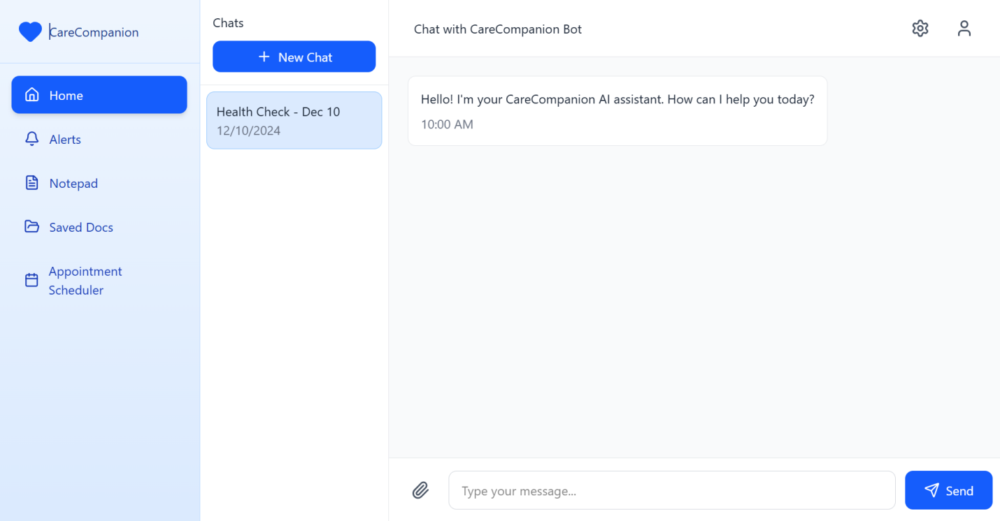 CareCompanion
Home
Alerts
Notepad
Saved Docs
Appointment
Scheduler
Chats
New Chat
Health Check - Dec 10
12/10/2024
Chat with CareCompanion Bot
Hello! I'm your CareCompanion AI assistant. How can I help you today?
10:00 AM
Type your message...
Send